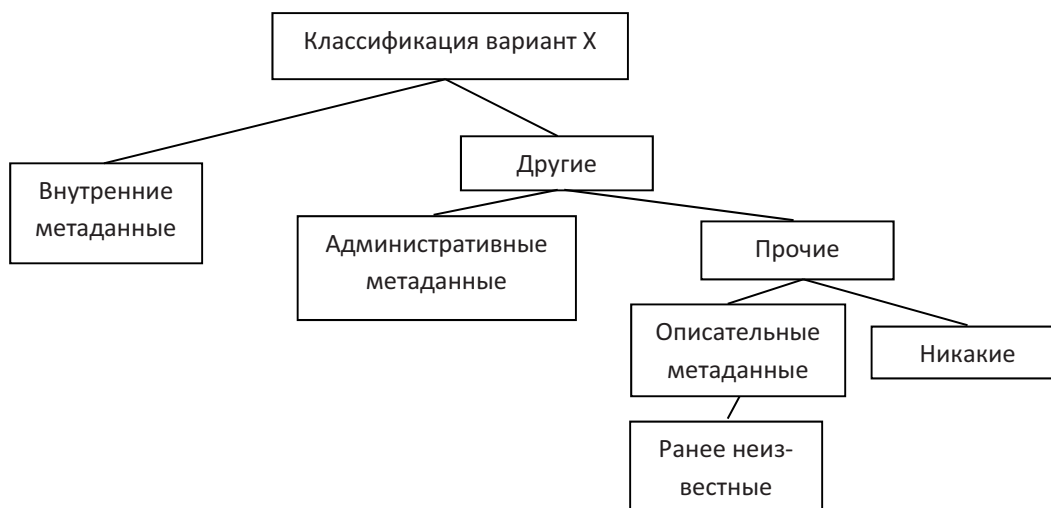 Классификация вариант X
Другие
Внутренние
метаданные
Административные
метаданные
Прочие
Описательные
метаданные
Никакие
Ранее неиз-
вестные